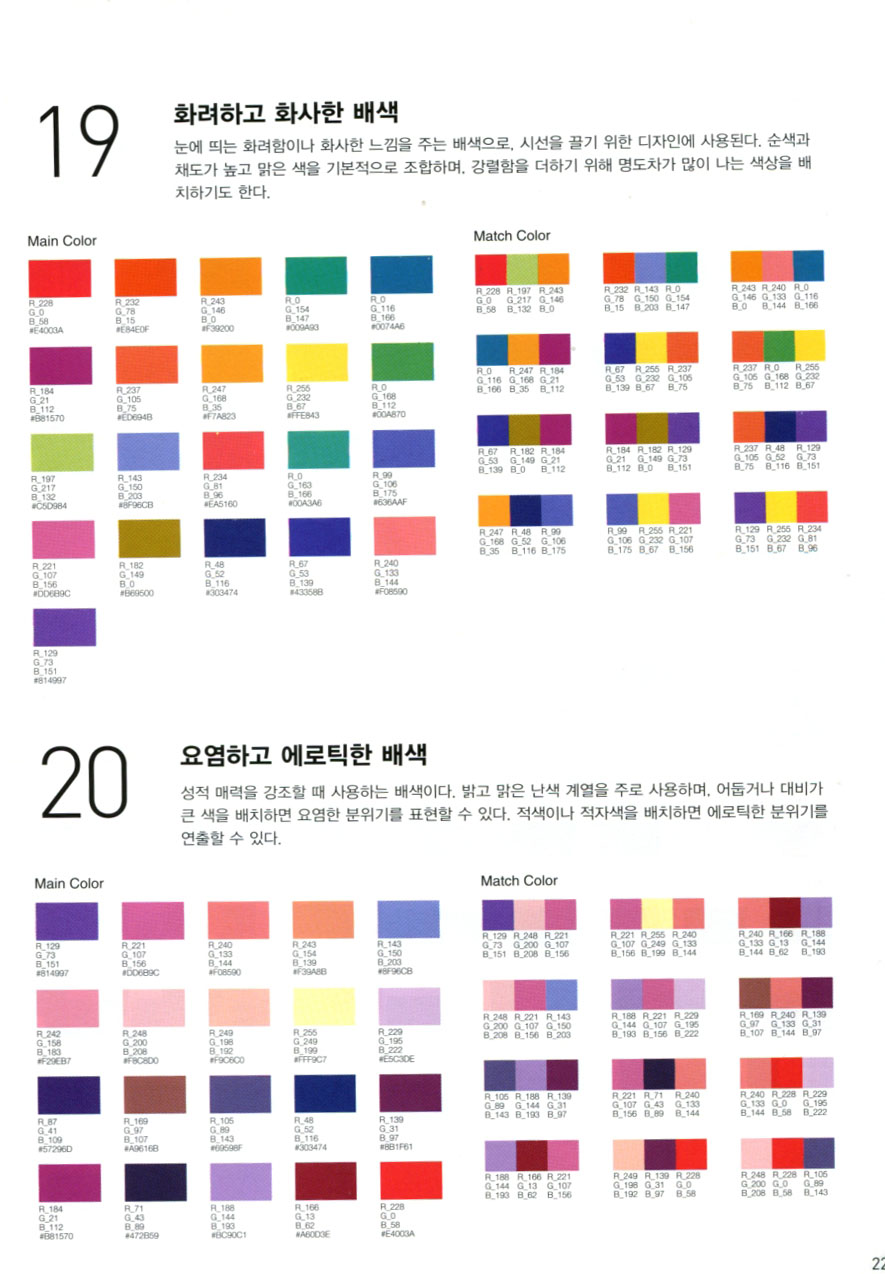 19
화려하고 화사한 배색
눈에 띄는 화려함이나 화사한 느낌을 주는 배색으로, 시선을 끌기 위한 디자인에 사용된다. 순색과
채도가 높고 맑은 색을 기본적으로 조합하며, 강렬함을 더하기 위해 명도차가 많이 나는 색상을 배
치하기도 한다.
Main Color
R_228 R_232 R_243 R_0 R_0
G_0 G_78 G_146 G_154 G_116
B_58 B_15 B_0 B_147 B_166
#E4003A #E84E0F #F39200 #009A93 #0074A6
R_184 R_237 R_247 R_255 R_0
G_21 G_105 G_168 G_232 G_168
B_112 B_75 B_35 B_67 B_112
#B81570 #ED694B #F7A823 #FFE843 #00A870
R_197 R_143 R_234 R_0 R_99
G_217 G_150 G_81 G_163 G_106
B_132 B_203 B_96 B_166 B_175
#C5D984 #8F96CB #EA5160 #00A3A6 #636AAF
R_221 R_182 R_48 R_67 R_240
G_107 G_149 G_52 G_53 G_133
B_156 B_0 B_116 B_139 B_144
#DD6B9C #B69500 #303474 #43358B #F08590
R_129
G_73
B_151
#814997
Match Color
R_228 R_197 R_243 R_232 R_143 R_0 R_243 R_240 R_0
G_0 G_217 G_146 G_78 G_150 G_154 G_146 G_133 G_116
B_58 B_132 B_0 B_15 B_203 B_147 B_0 B_144 B_166
R_0 R_247 R_184 R_67 R_255 R_237 R_237 R_0 R_255
G_116 G_168 G_21 G_53 G_232 G_105 G_105 G_168 G_232
B_166 B_35 B_112 B_139 B_67 B_75 B_75 B_112 B_67
R_67 R_182 R_184 R_184 R_182 R_129 R_237 R_48 R_129
G_53 G_149 G_21 G_21 G_149 G_73 G_105 G_52 G_73
B_139 B_0 B_112 B_112 B_0 B_151 B_75 B_116 B_151
R_247 R_48 R_99 R_99 R_255 R_221 R_129 R_255 R_234
G_168 G_52 G_106 G_106 G_232 G_107 G_73 G_232 G_81
B_35 B_116 B_175 B_175 B_67 B_156 B_151 B_67 B_96
20
요염하고 에로틱한 배색
성적 매력을 강조할 때 사용하는 배색이다. 밝고 맑은 난색 계열을 주로 사용하며, 어둡거나 대비가
큰 색을 배치하면 요염한 분위기를 표현할 수 있다. 적색이나 적자색을 배치하면 에로틱한 분위기를
연출할 수 있다.
Main Color
R_129 R_221 R_240 R_243 R_143
G_73 G_107 G_133 G_154 G_150
B_151 B_156 B_144 B_139 B_203
#814997 #DD6B9C #F08590 #F39A8B #8F96CB
R_242 R_248 R_249 R_255 R_229
G_158 G_200 G_198 G_249 G_195
B_183 B_208 B_192 B_199 B_222
#F29EB7 #F8C8D0 #F9C6C0 #FFF9C7 #E5C3DE
R_87 R_169 R_105 R_48 R_139
G_41 G_97 G_89 G_52 G_31
B_109 B_107 B_143 B_116 B_97
#57296D #A9616B #69598F #303474 #8B1F61
R_184 R_71 R_188 R_166 R_228
G_21 G_43 G_144 G_13 G_0
B_112 B_89 B_193 B_62 B_58
#B81570 #472B59 #BC90C1 #A60D3E #E4003A
Match Color
R_129 R_248 R_221 R_221 R_255 R_240 R_240 R_166 R_188
G_73 G_200 G_107 G_107 G_249 G_133 G_133 G_13 G_144
B_151 B_208 B_156 B_156 B_199 B_144 B_144 B_62 B_193
R_248 R_221 R_143 R_188 R_221 R_229 R_169 R_240 R_139
G_200 G_107 G_150 G_144 G_107 G_195 G_97 G_133 G_31
B_208 B_156 B_203 B_193 B_156 B_222 B_107 B_144 B_97
R_105 R_188 R_139 R_221 R_71 R_240 R_240 R_228 R_229
G_89 G_144 G_31 G_107 G_43 G_133 G_133 G_0 G_195
B_143 B_193 B_97 B_156 B_89 B_144 B_144 B_58 B_222
R_188 R_166 R_221 R_249 R_139 R_228 R_248 R_228 R_105
G_144 G_13 G_107 G_198 G_31 G_0 G_200 G_0 G_89
B_193 B_62 B_156 B_192 B_97 B_58 B_208 B_58 B_143